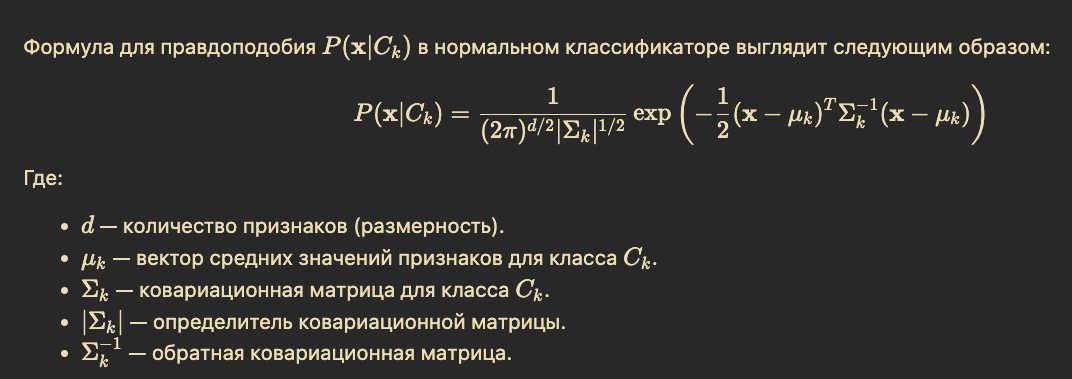 Формула для правдоподобия P(x|C_k) в нормальном классификаторе выглядит следующим образом:
P(x|C_k) = \frac{1}{(2π)^{d/2}|Σ_k|^{1/2}} exp(-\frac{1}{2}(x − μ_k)^T Σ_k^{-1}(x − μ_k))
Где:
• d — количество признаков (размерность).
• μ_k — вектор средних значений признаков для класса C_k.
• Σ_k — ковариационная матрица для класса C_k.
• |Σ_k| — определитель ковариационной матрицы.
• Σ_k^{-1} — обратная ковариационная матрица.